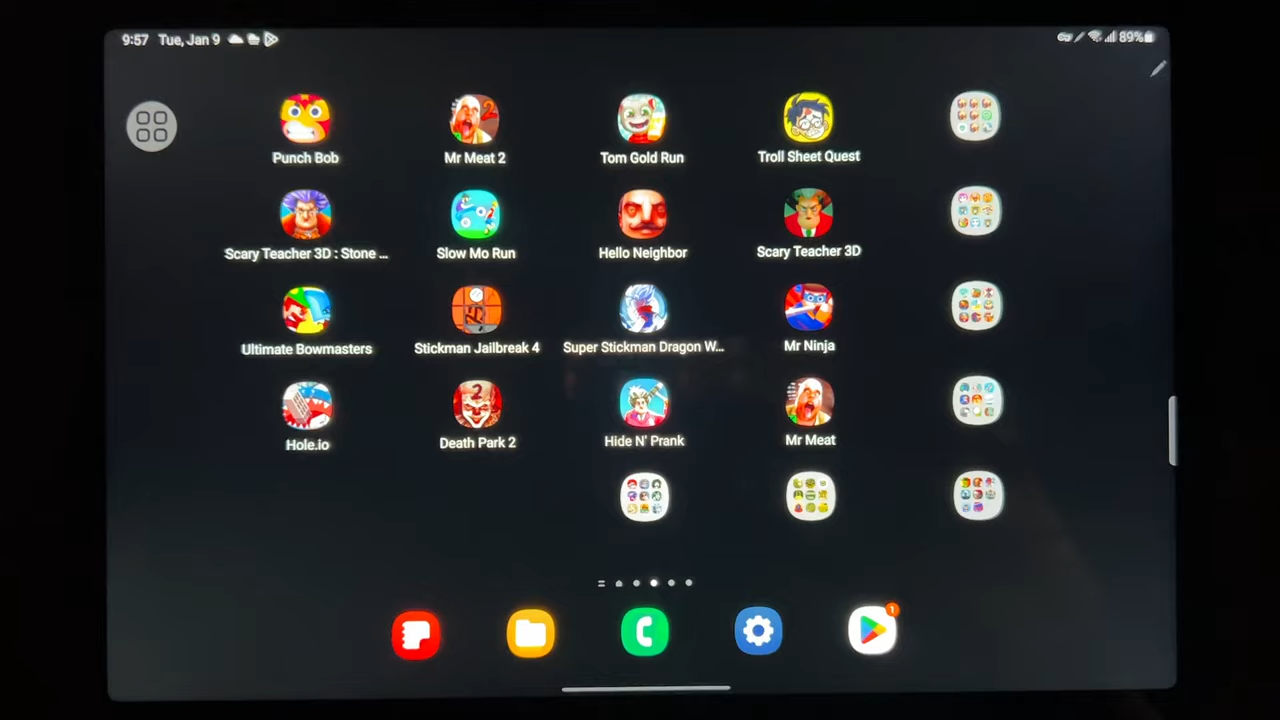 9:57 Tue, Jan 9
89%
Punch Bob
Mr Meat 2
Tom Gold Run
Troll Sheet Quest
Scary Teacher 3D : Stone ...
Slow Mo Run
Hello Neighbor
Scary Teacher 3D
Ultimate Bowmasters
Stickman Jailbreak 4
Super Stickman Dragon W...
Mr Ninja
Hole.io
Death Park 2
Hide N' Prank
Mr Meat
1